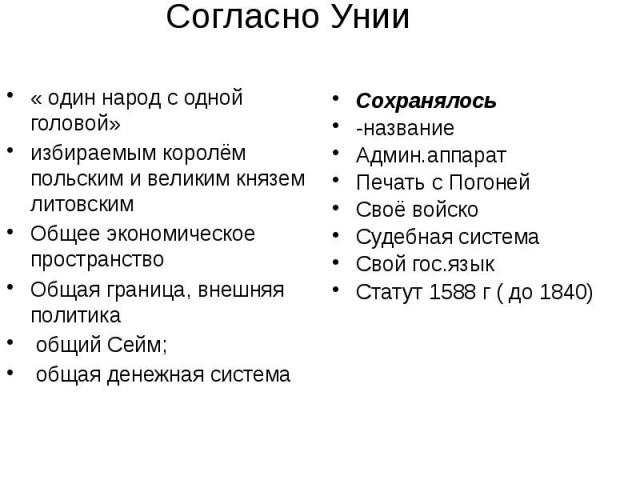 Согласно Унии
• « один народ с одной
головой»
• избираемым королём
польским и великим князем
литовским
• Общее экономическое
пространство
• Общая граница, внешняя
политика
• общий Сейм;
• общая денежная система
• Сохранялось
• -название
• Админ.аппарат
• Печать с Погоней
• Своё войско
• Судебная система
• Свой гос.язык
• Статут 1588 г ( до 1840)